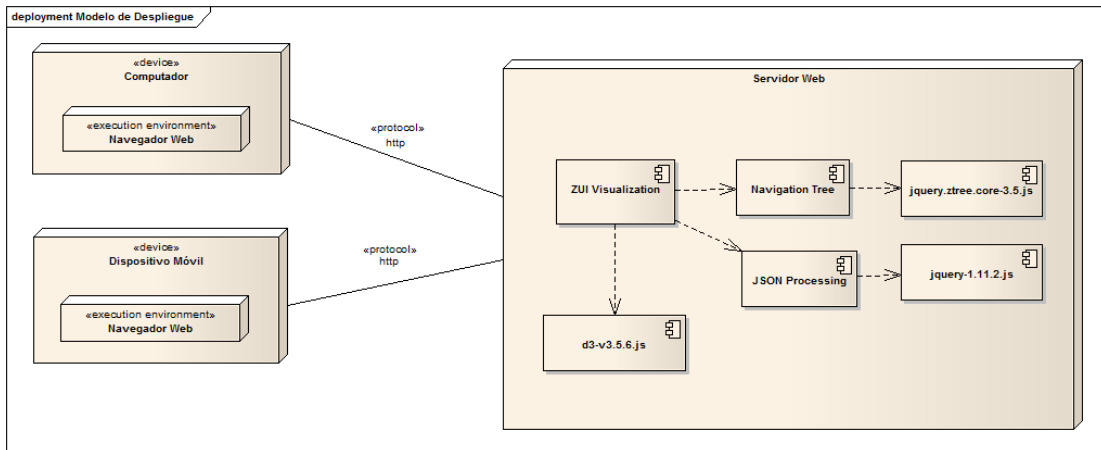 deployment Modelo de Despliegue
«device»
Computador
«execution environment»
Navegador Web
«protocol»
http
«device»
Dispositivo Móvil
«execution environment»
Navegador Web
«protocol»
http
Servidor Web
ZUI Visualization
Navigation Tree
jquery.ztree.core-3.5.js
JSON Processing
jquery-1.11.2.js
d3-v3.5.6.js